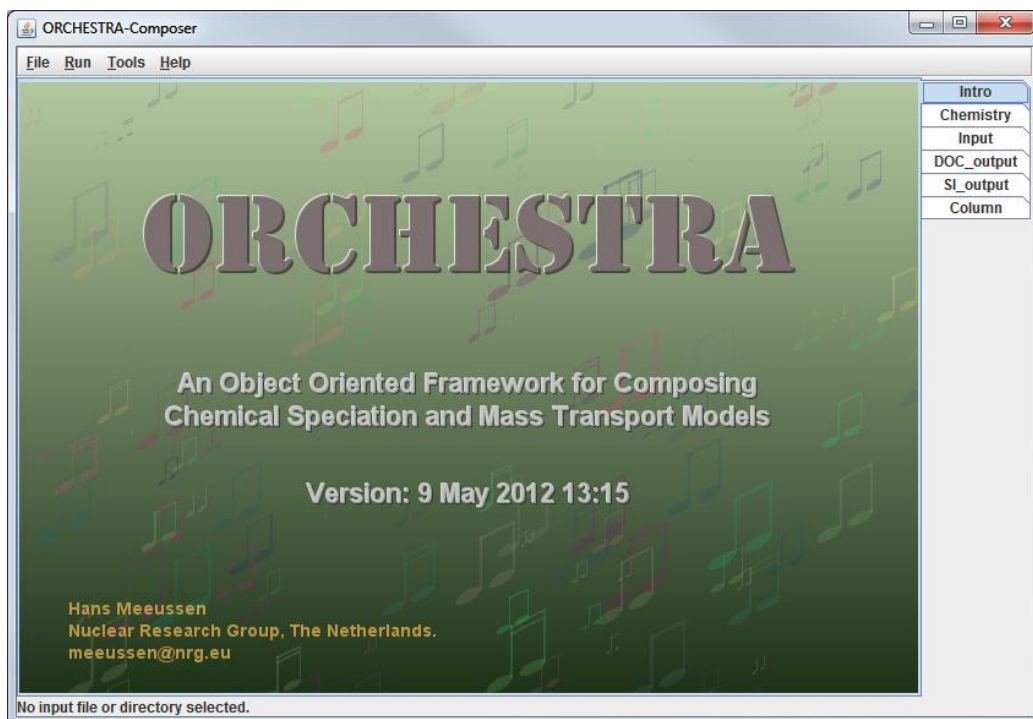 ORCHESTRA-Composer
File Run Tools Help
Intro
Chemistry
Input
DOC_output
SI_output
Column
ORCHESTRA
An Object Oriented Framework for Composing
Chemical Speciation and Mass Transport Models
Version: 9 May 2012 13:15
Hans Meeussen
Nuclear Research Group, The Netherlands.
meeussen@nrg.eu
No input file or directory selected.